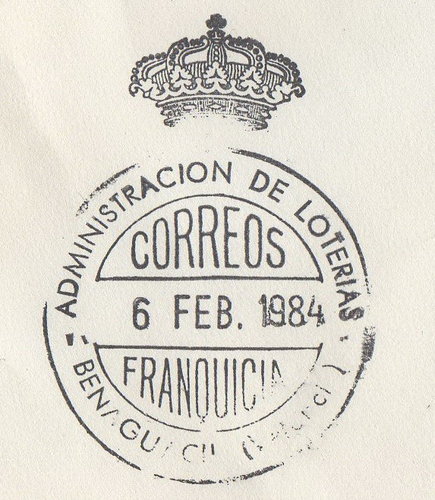 ADMINISTRACION DE LOTERIAS
CORREOS
6 FEB. 1984
FRANQUICIA